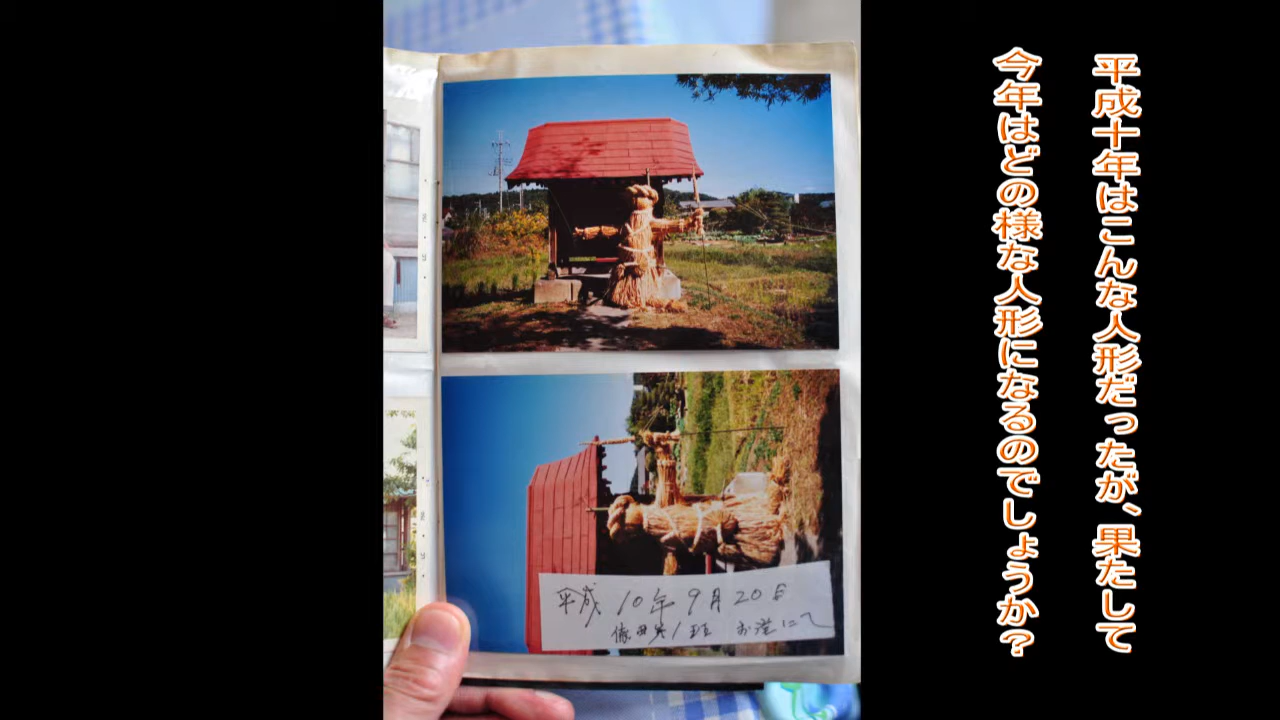 平成十年はこんな人形だったが、果たして
今年はどの様な人形になるのでしょうか?
平成 10年9月20日